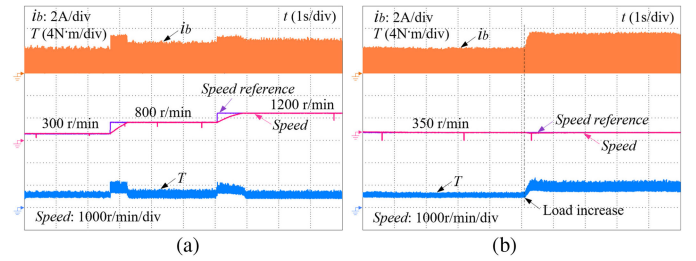 ib: 2A/div
t (1s/div)
T (4N·m/div)
ib
Speed reference
300 r/min
800 r/min
1200 r/min
Speed
T
Speed: 1000r/min/div
(a)
ib: 2A/div
t (1s/div)
T (4N·m/div)
ib
350 r/min
Speed reference
Speed
T
Load increase
Speed: 1000r/min/div
(b)